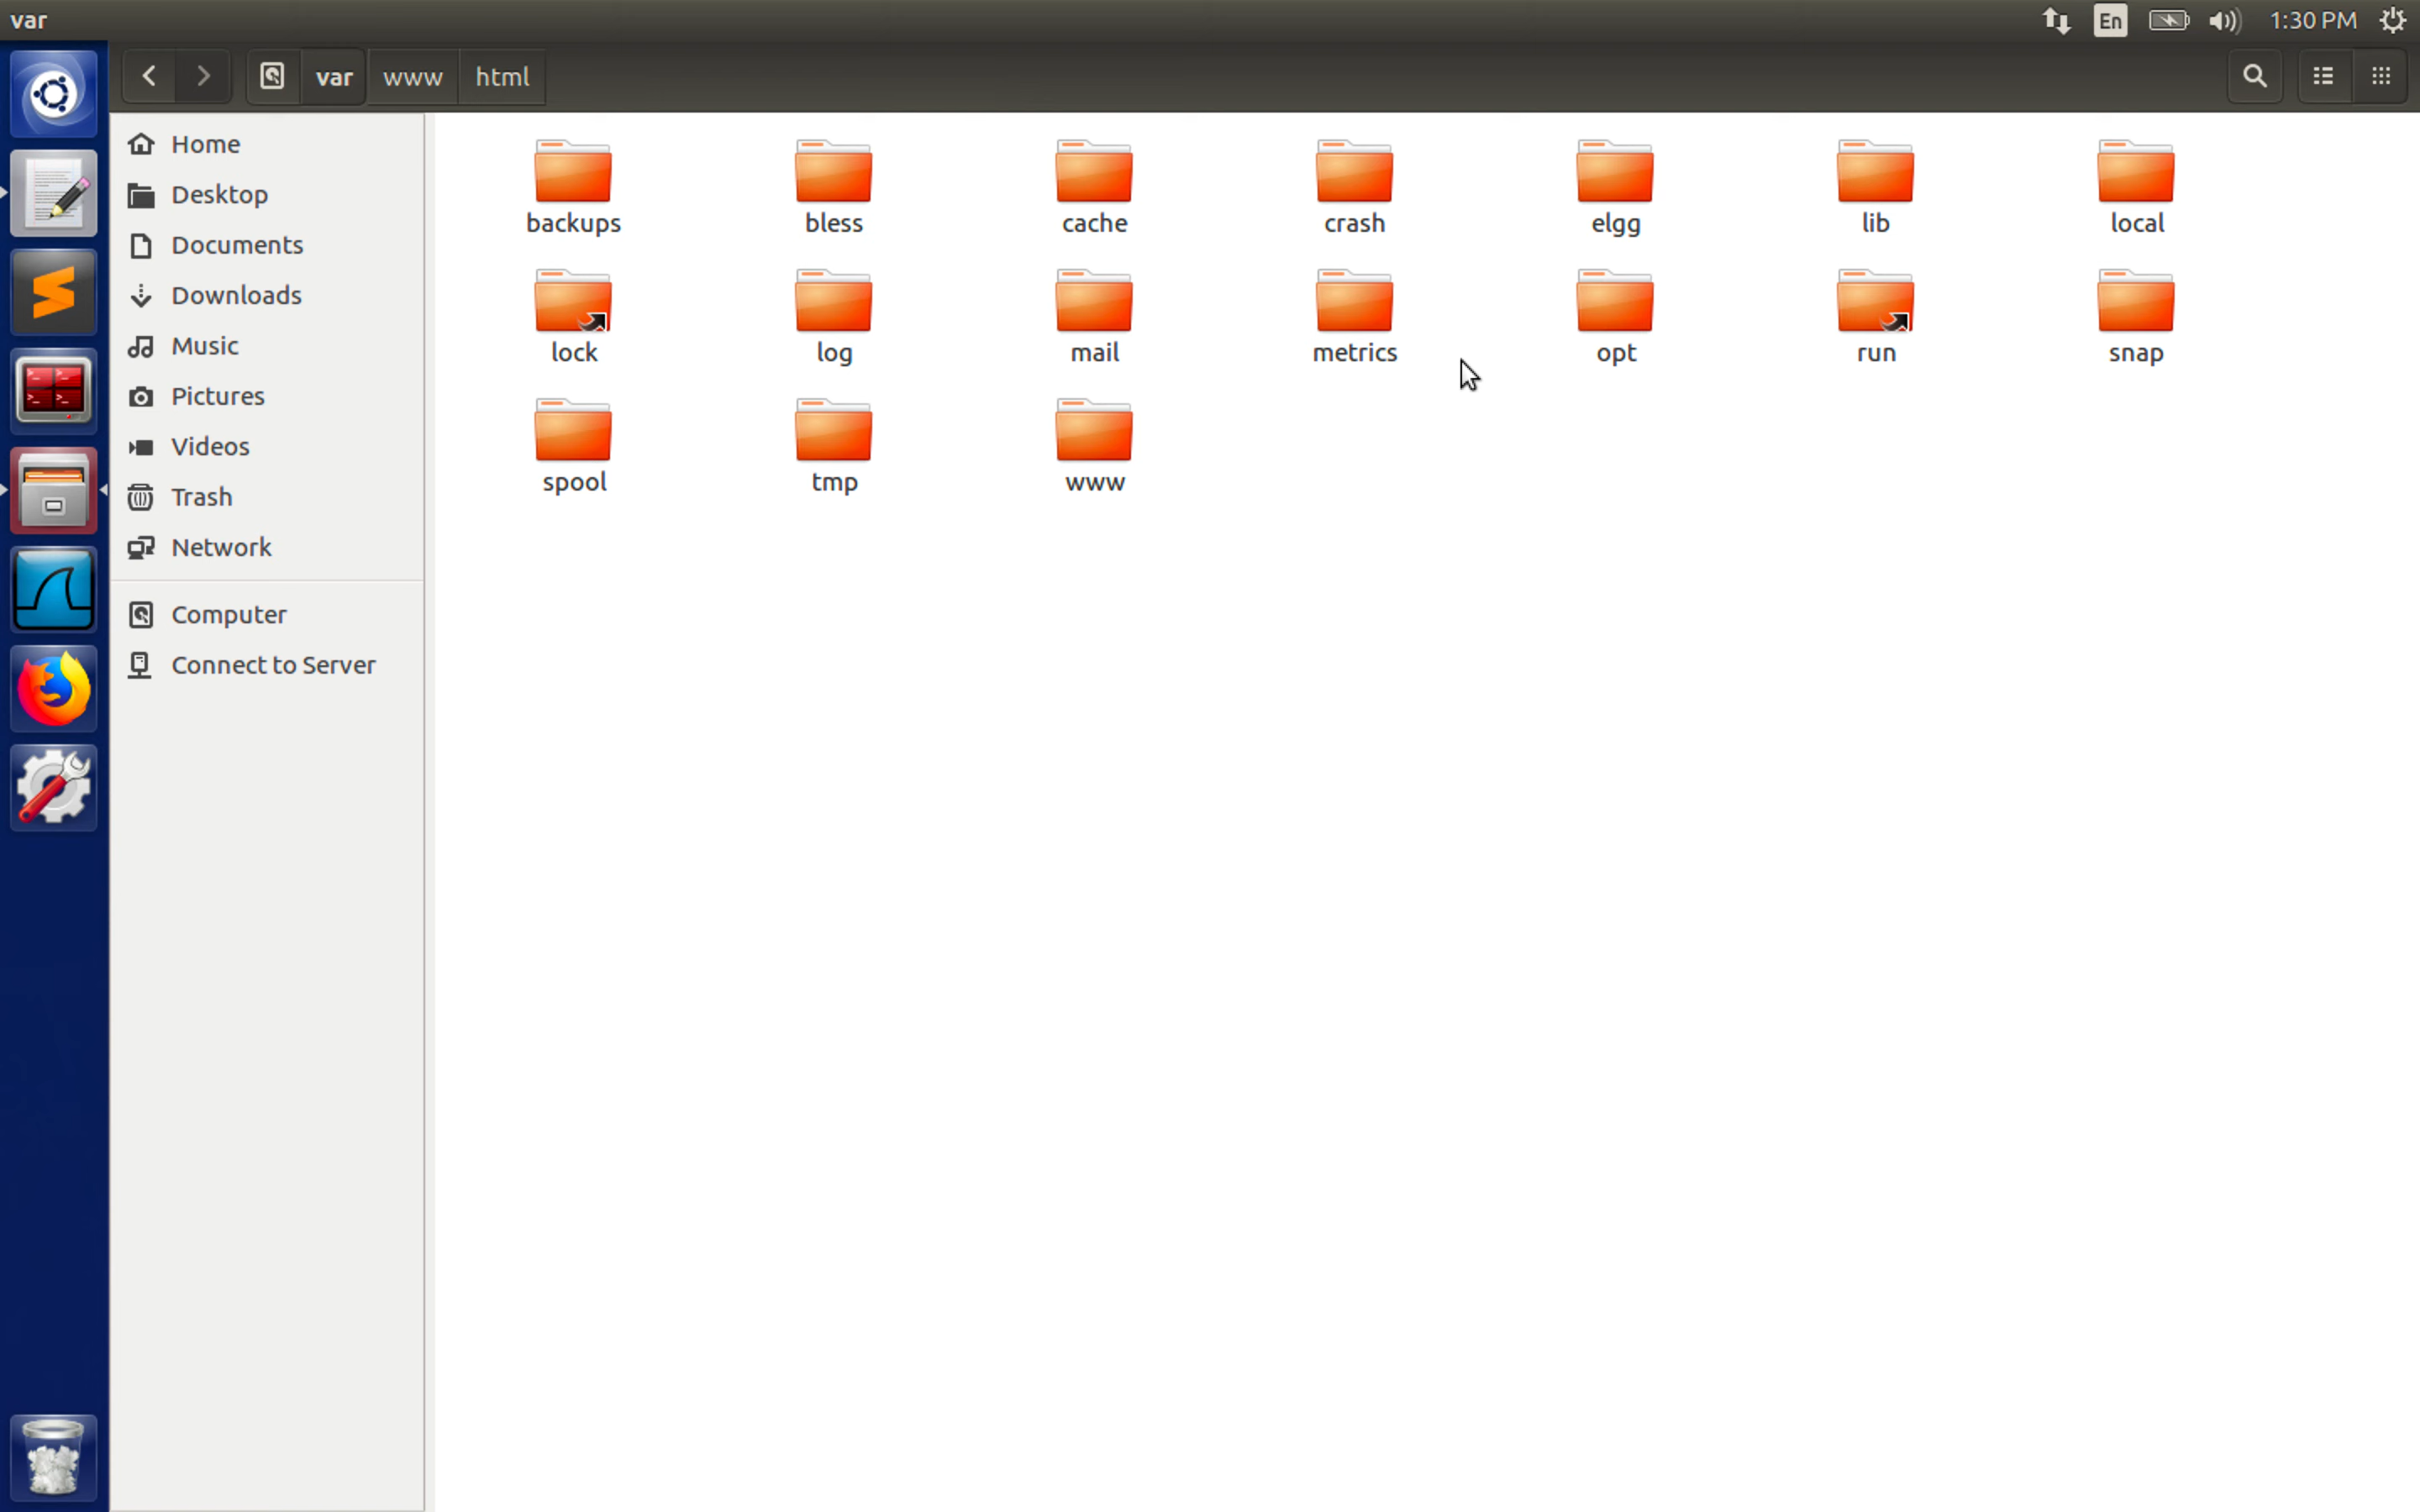 var
En
1:30 PM
var www html
Home
Desktop
Documents
Downloads
Music
Pictures
Videos
Trash
Network
Computer
Connect to Server
backups bless cache crash elgg lib local
lock log mail metrics opt run snap
spool tmp www